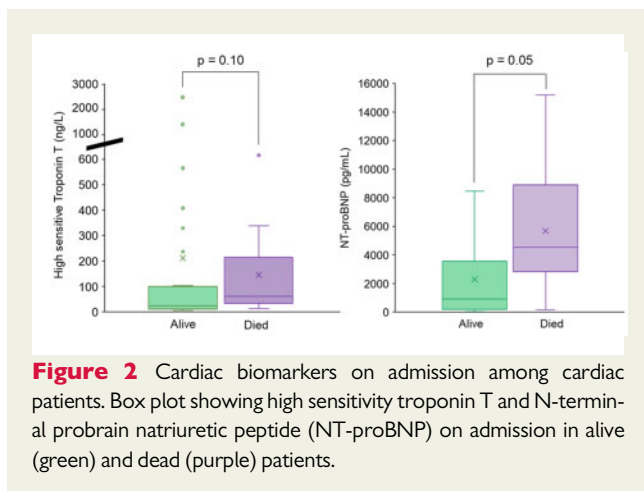 p = 0.10
High sensitive Troponin T (ng/L)
3000
2000
1000
600
500
400
300
200
100
0
Alive Died
p = 0.05
NT-proBNP (pg/mL)
16000
14000
12000
10000
8000
6000
4000
2000
0
Alive Died
Figure 2 Cardiac biomarkers on admission among cardiac
patients. Box plot showing high sensitivity troponin T and N-termin-
al probrain natriuretic peptide (NT-proBNP) on admission in alive
(green) and dead (purple) patients.